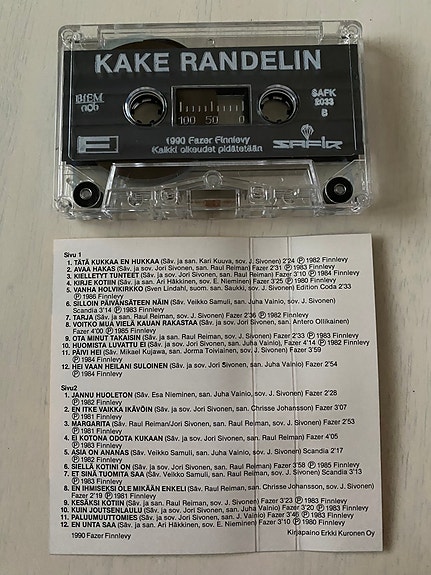 KAKE RANDELIN
BIEM
ncb
SAFK
2033
B
100 50 0
1990 Fazer Finnlevy
Kaikki oikeudet pidätetään
SAFIR
Sivu 1
1. TÄTÄ KUKKAA EN HUKKAA (Säv. ja san. Kari Kuuva, sov. J. Sivonen) 2'24 ℗ 1982 Finnlevy
2. AVAA HAKAS (Säv. ja sov. Jori Sivonen, san. Raul Reiman) Fazer 2'31 ℗ 1983 Finnlevy
3. KIELLETYT TUNTEET (Säv. ja sov. Jori Sivonen, san. Raul Reiman) Fazer 3'10 ℗ 1984 Finnlevy
4. KIRJE KOTIIN (Säv. ja san. Ari Häkkinen, sov. E. Nieminen) Fazer 3'25 ℗ 1980 Finnlevy
5. VANHA HOLVIKIRKKO (Sven Lindahl, suom. san. Saukki, sov. J. Sivonen) Edition Coda 2'33
℗ 1986 Finnlevy
6. SILLOIN PÄIVÄNSÄTEEN NÄIN (Säv. Veikko Samuli, san. Juha Vainio, sov. J. Sivonen)
Scandia 3'14 ℗ 1983 Finnlevy
7. TARJA (Säv. ja san. Raul Reiman, sov. J. Sivonen) Fazer 2'36 ℗ 1982 Finnlevy
8. VOITKO MUA VIELÄ KAUAN RAKASTAA (Säv. ja sov. Jori Sivonen, san. Antero Ollikainen)
Fazer 4'00 ℗ 1985 Finnlevy
9. OTA MINUT TAKAISIN (Säv. ja sov. Jori Sivonen, san. Raul Reiman) Fazer 2'33 ℗ 1983 Finnlevy
10. HUOMISTA LUVATTU EI (Säv. ja sov. Jori Sivonen, san. Juha Vainio), Fazer 4'14 ℗ 1982 Finnlevy
11. PÄIVI HEI (Säv. Mikael Kujawa, san. Jorma Toiviainen, sov. J. Sivonen) Fazer 3'59
℗ 1984 Finnlevy
12. HEI VAAN HEILANI SULOINEN (Säv. ja sov. Jori Sivonen, san. Juha Vainio) Fazer 2'54
℗ 1984 Finnlevy
Sivu2
1. JANNU HUOLETON (Säv. Esa Nieminen, san. Juha Vainio, sov. J. Sivonen) Fazer 2'28
℗ 1982 Finnlevy
2. EN ITKE VAIKKA IKÄVÖIN (Säv. ja sov. Jori Sivonen, san. Chrisse Johansson) Fazer 3'07
℗ 1981 Finnlevy
3. MARGARITA (Säv. Raul Reiman/Jori Sivonen, san. Raul Reiman, sov. J. Sivonen) Fazer 2'53
℗ 1981 Finnlevy
4. EI KOTONA ODOTA KUKAAN (Säv. ja sov. Jori Sivonen, san. Raul Reiman) Fazer 4'05
℗ 1983 Finnlevy
5. ASIA ON ANANAS (Säv. Veikko Samuli, san. Juha Vainio, sov. J. Sivonen) Scandia 2'17
℗ 1982 Finnlevy
6. SIELLÄ KOTINI ON (Säv. ja sov. Jori Sivonen, san. Raul Reiman) Fazer 3'58 ℗ 1985 Finnlevy
7. ET SINÄ TUOMITA SAA (Säv. Veikko Samuli, san. Raul Reiman, sov. J. Sivonen) Scandia 3'13
℗ 1983 Finnlevy
8. EN IHMISEKSI OLE MIKÄÄN ENKELI (Säv. Raul Reiman, san. Chrisse Johansson, sov. J. Sivonen)
Fazer 2'19 ℗ 1981 Finnlevy
9. KESÄKSI KOTIIN (Säv. ja san. Raul Reiman, sov. J. Sivonen) Fazer 3'23 ℗ 1983 Finnlevy
10. KUIN JOUTSENLAULU (Säv. ja sov. Jori Sivonen, san. Juha Vainio) Fazer 3'00 ℗ 1983 Finnlevy
11. PALUUMUUTTOMIES (Säv. ja sov. Jori Sivonen, san. Raul Reiman) Fazer 3'46 ℗ 1983 Finnlevy
12. EN UNTA SAA (Säv. ja san. Ari Häkkinen, sov. E. Nieminen) Fazer 3'10 ℗ 1980 Finnlevy
1990 Fazer Finnlevy
Kirjapaino Erkki Kuronen Oy